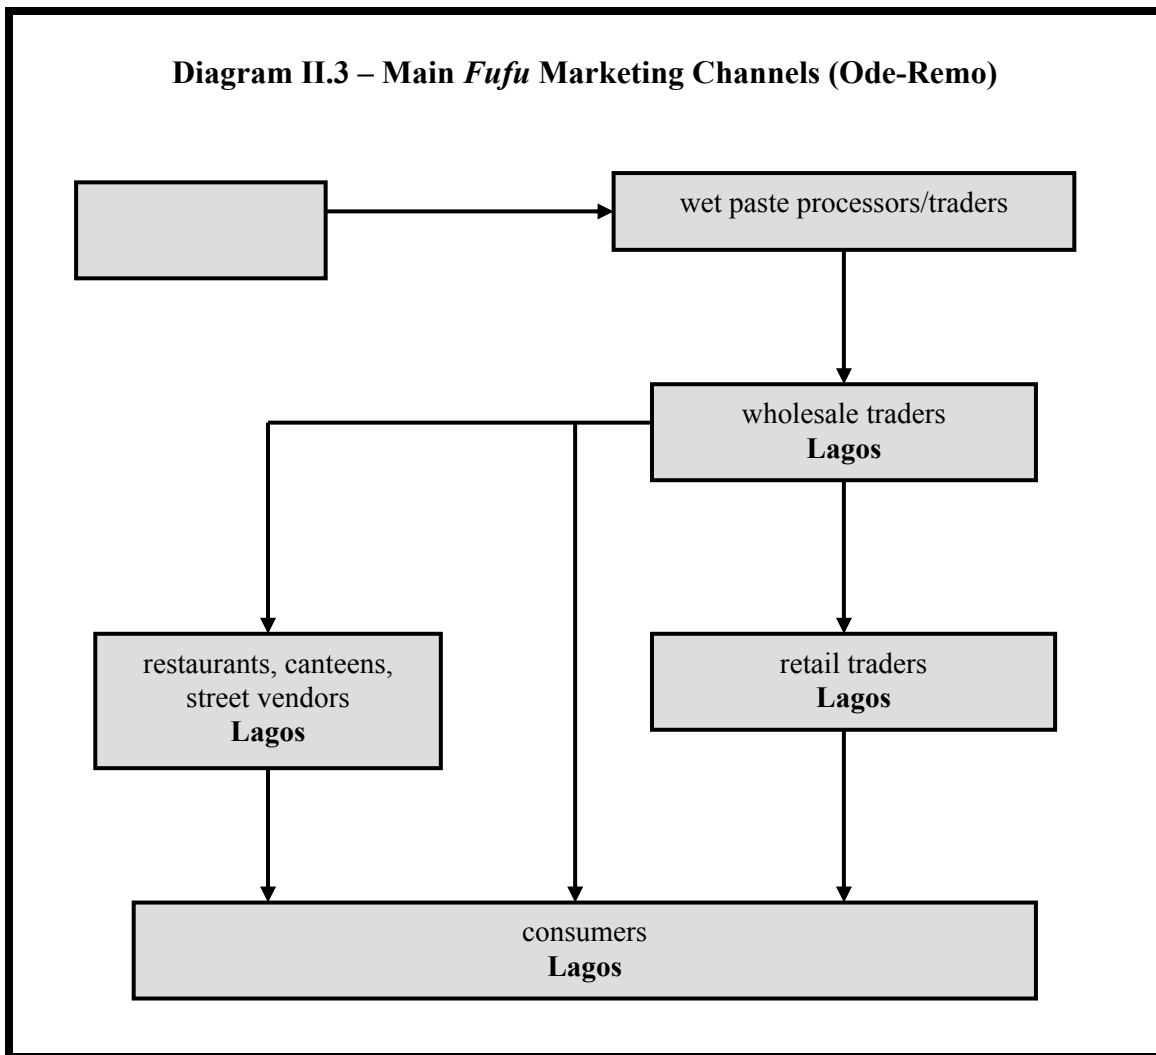 Diagram II.3 – Main Fufu Marketing Channels (Ode-Remo)
wet paste processors/traders
wholesale traders
Lagos
restaurants, canteens,
street vendors
Lagos
retail traders
Lagos
consumers
Lagos